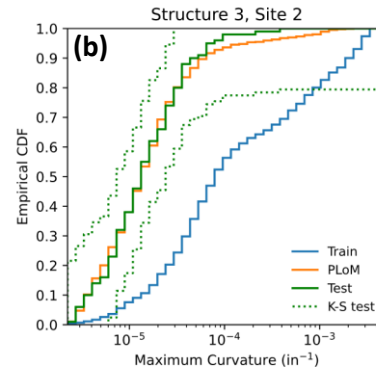 Structure 3, Site 2
(b)
Empirical CDF
1.0
0.9
0.8
0.7
0.6
0.5
0.4
0.3
0.2
0.1
0.0
Train
PLoM
Test
K-S test
10⁻⁵ 10⁻⁴ 10⁻³
Maximum Curvature (in⁻¹)